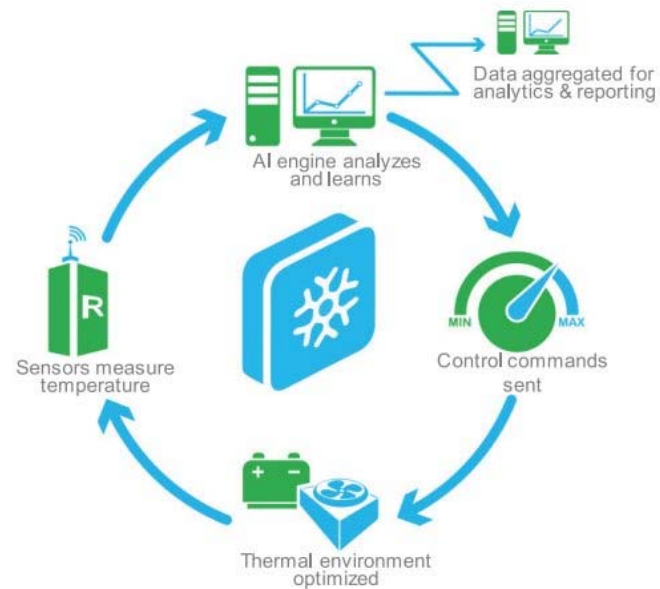 Data aggregated for
analytics & reporting
AI engine analyzes
and learns
R
Sensors measure
temperature
MIN
MAX
Control commands
sent
+
-
Thermal environment
optimized